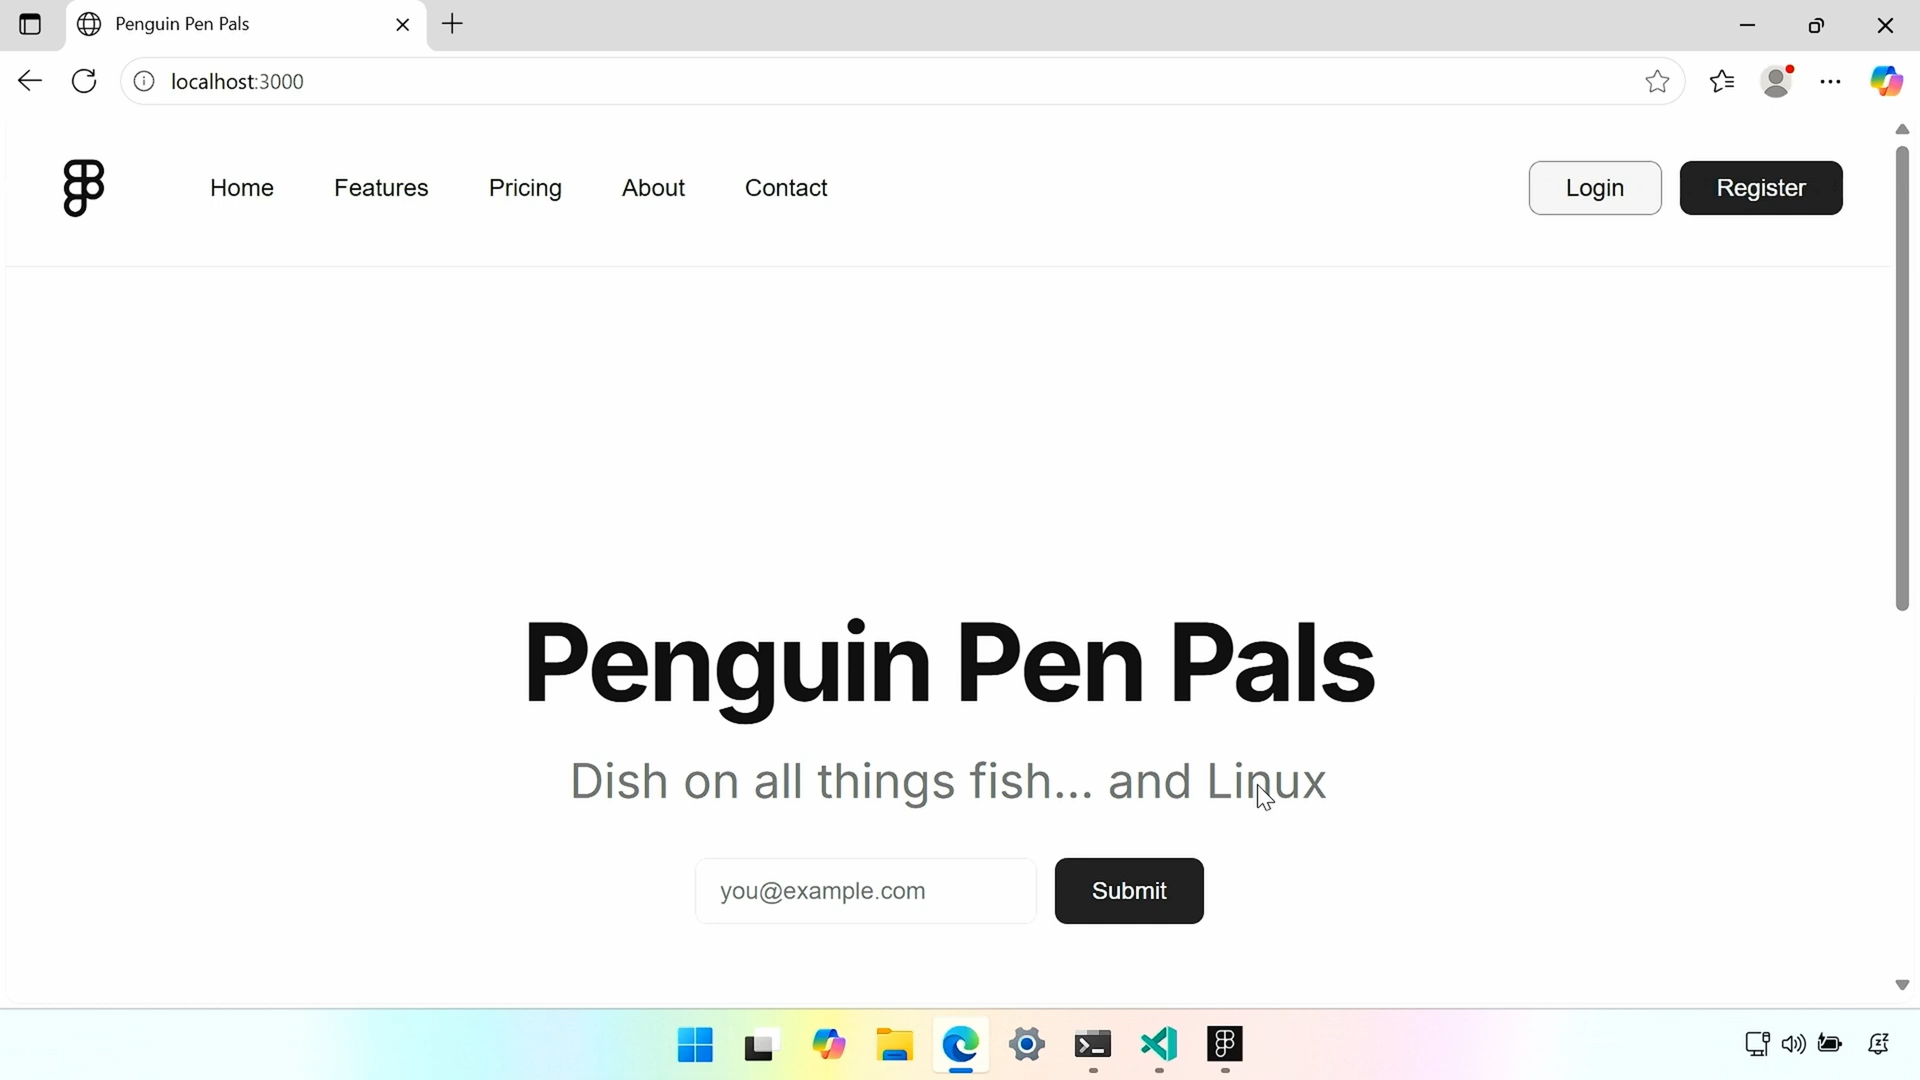 Penguin Pen Pals
localhost:3000
Home Features Pricing About Contact Login Register
Penguin Pen Pals
Dish on all things fish... and Linux
you@example.com Submit